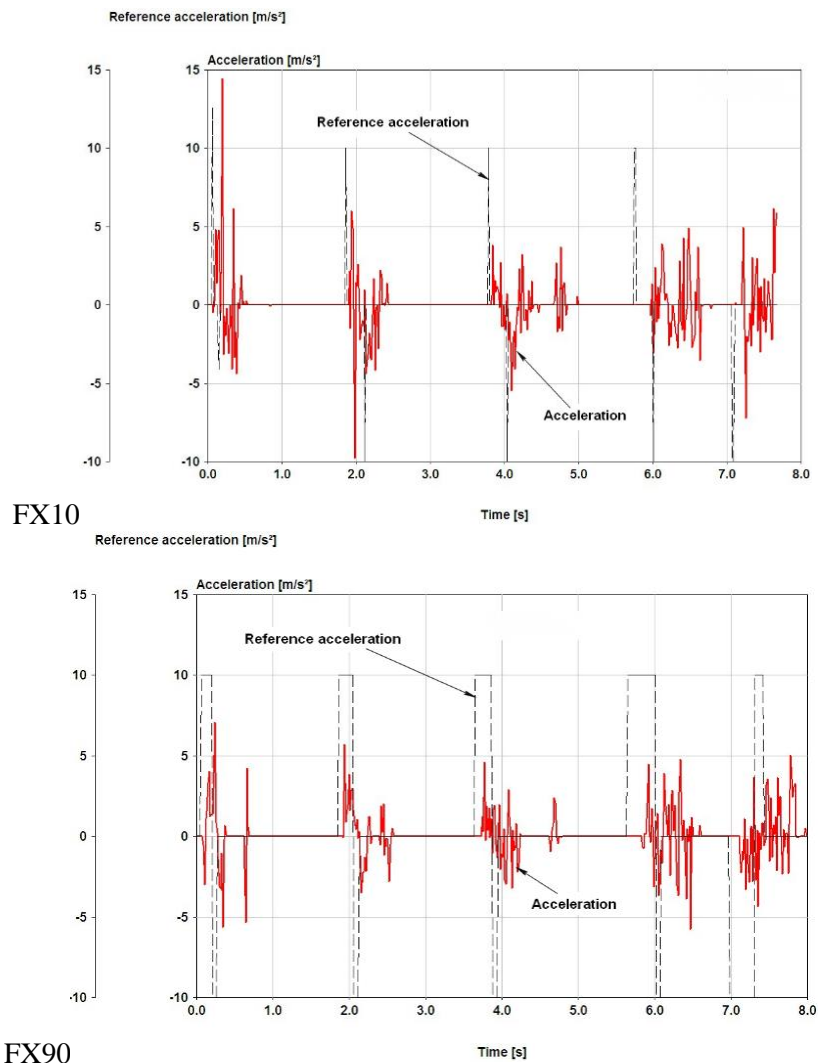 Reference acceleration [m/s²]
Acceleration [m/s²]
15
15
Reference acceleration
10
10
5
5
0
0
-5
-5
Acceleration
-10
-10
0.0 1.0 2.0 3.0 4.0 5.0 6.0 7.0 8.0
FX10
Time [s]
Reference acceleration [m/s²]
Acceleration [m/s²]
15
15
Reference acceleration
10
10
5
5
0
0
Acceleration
-5
-5
-10
-10
0.0 1.0 2.0 3.0 4.0 5.0 6.0 7.0 8.0
FX90
Time [s]